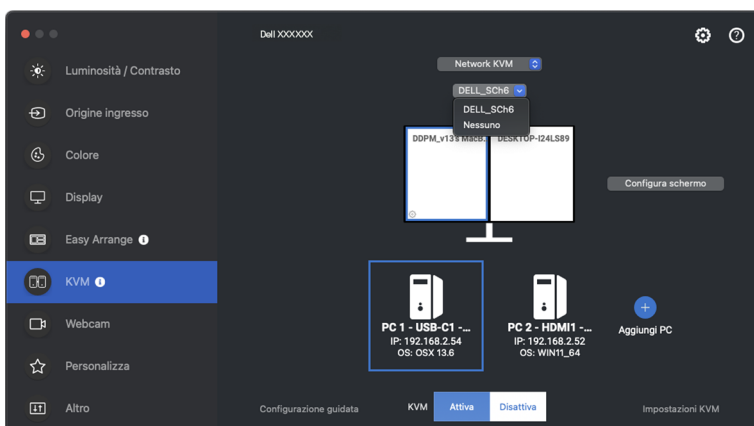 Dell XXXXXX
Luminosità / Contrasto
Origine ingresso
Colore
Display
Easy Arrange
KVM
Webcam
Personalizza
Altro
Network KVM
DELL_SCh6
DELL_SCh6
Nessuno
DDPM_v13's MacB...
DESKTOP-I24LS89
Configura schermo
PC 1 - USB-C1 -...
IP: 192.168.2.54
OS: OSX 13.6
PC 2 - HDMI1 -...
IP: 192.168.2.52
OS: WIN11_64
Aggiungi PC
Configurazione guidata
KVM
Attiva
Disattiva
Impostazioni KVM